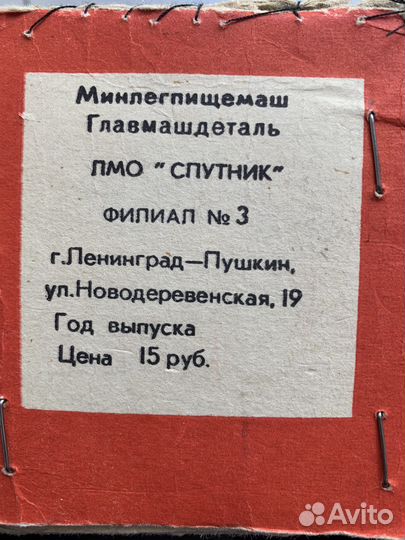 Минлегпищемаш
Главмашдеталь
ПМО "СПУТНИК"
ФИЛИАЛ № 3
г.Ленинград—Пушкин,
ул.Новодеревенская, 19
Год выпуска
Цена 15 руб.
Avito